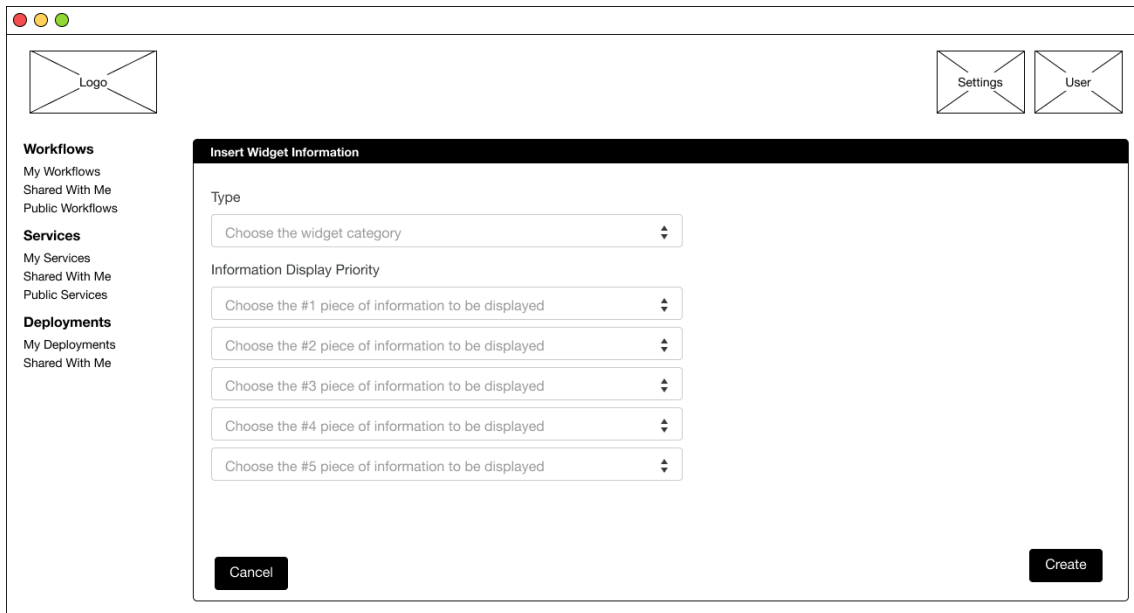 Logo
Settings
User
Workflows
My Workflows
Shared With Me
Public Workflows
Services
My Services
Shared With Me
Public Services
Deployments
My Deployments
Shared With Me
Insert Widget Information
Type
Choose the widget category
Information Display Priority
Choose the #1 piece of information to be displayed
Choose the #2 piece of information to be displayed
Choose the #3 piece of information to be displayed
Choose the #4 piece of information to be displayed
Choose the #5 piece of information to be displayed
Cancel
Create